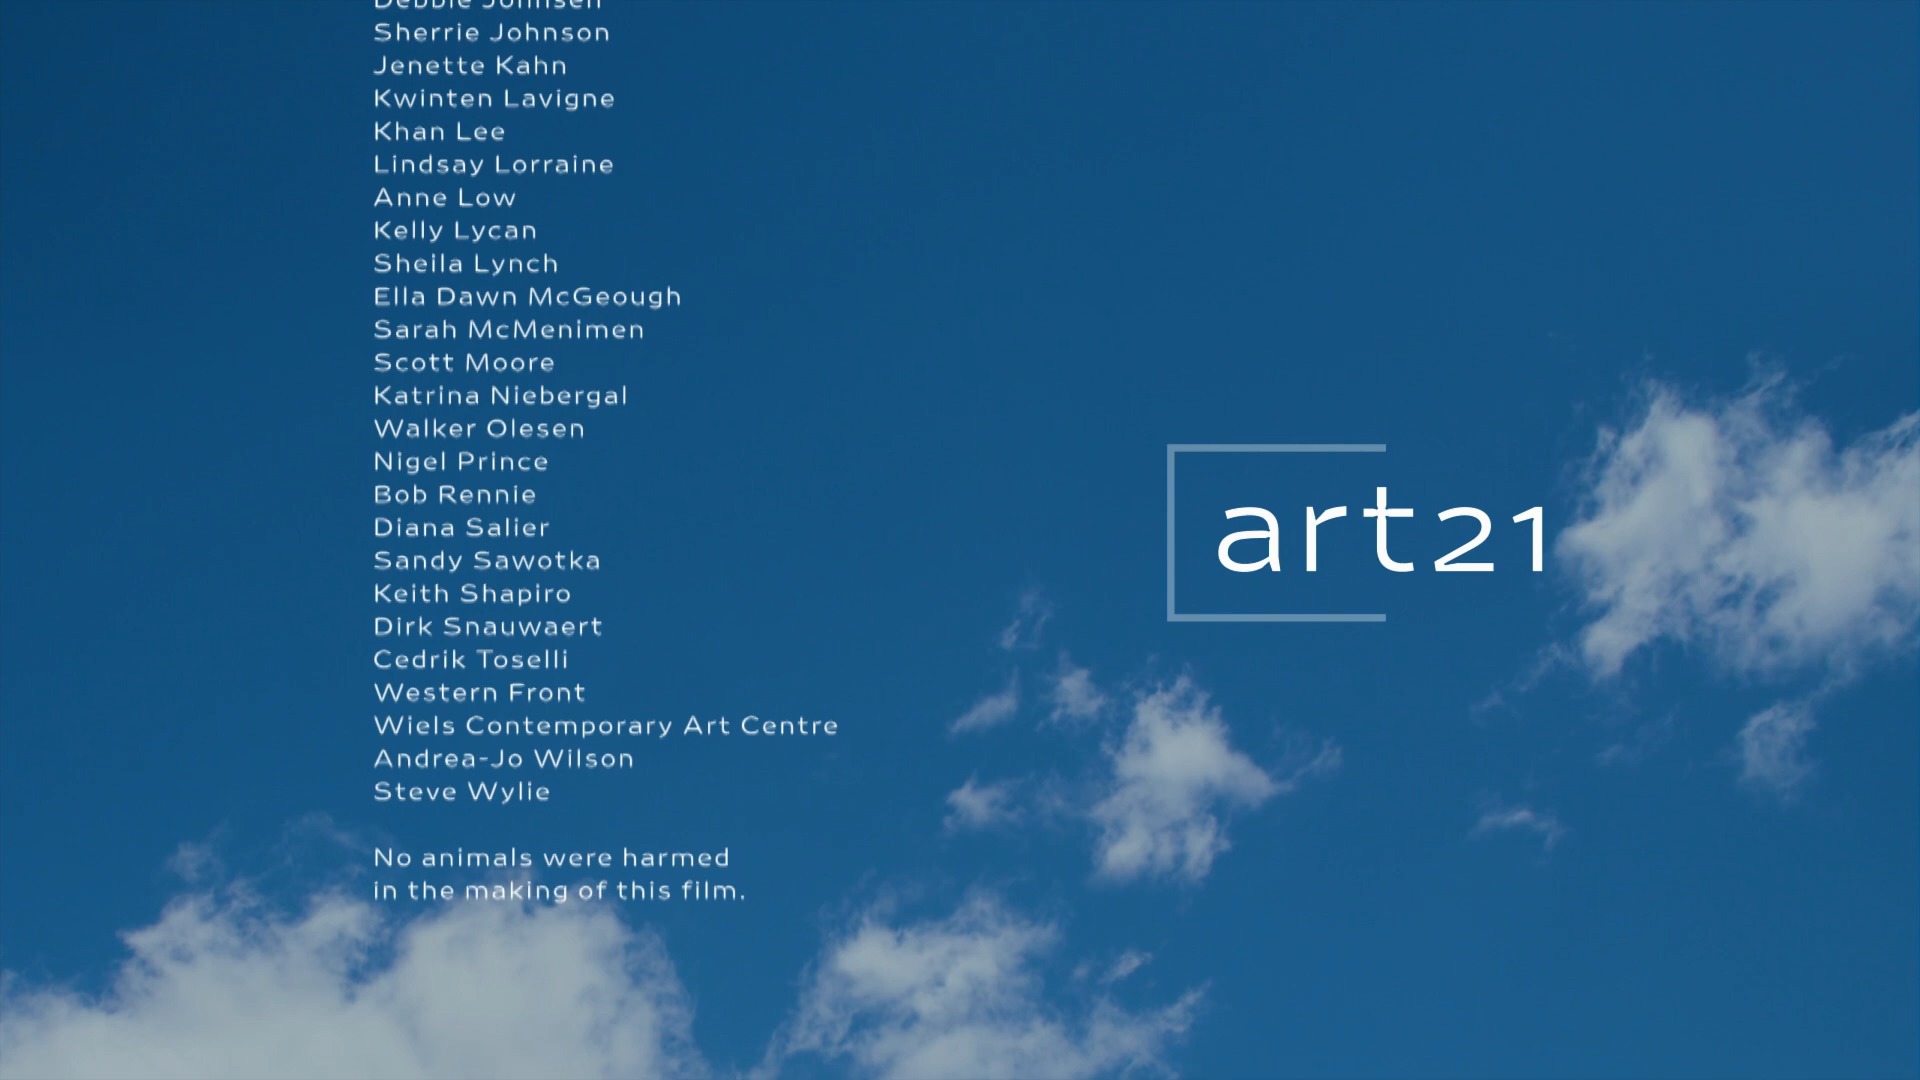 Debbie Johnsen
Sherrie Johnson
Jenette Kahn
Kwinten Lavigne
Khan Lee
Lindsay Lorraine
Anne Low
Kelly Lycan
Sheila Lynch
Ella Dawn McGeough
Sarah McMenimen
Scott Moore
Katrina Niebergal
Walker Olesen
Nigel Prince
Bob Rennie
Diana Salier
Sandy Sawotka
Keith Shapiro
Dirk Snauwaert
Cedrik Toselli
Western Front
Wiels Contemporary Art Centre
Andrea-Jo Wilson
Steve Wylie
No animals were harmed
in the making of this film.
art21